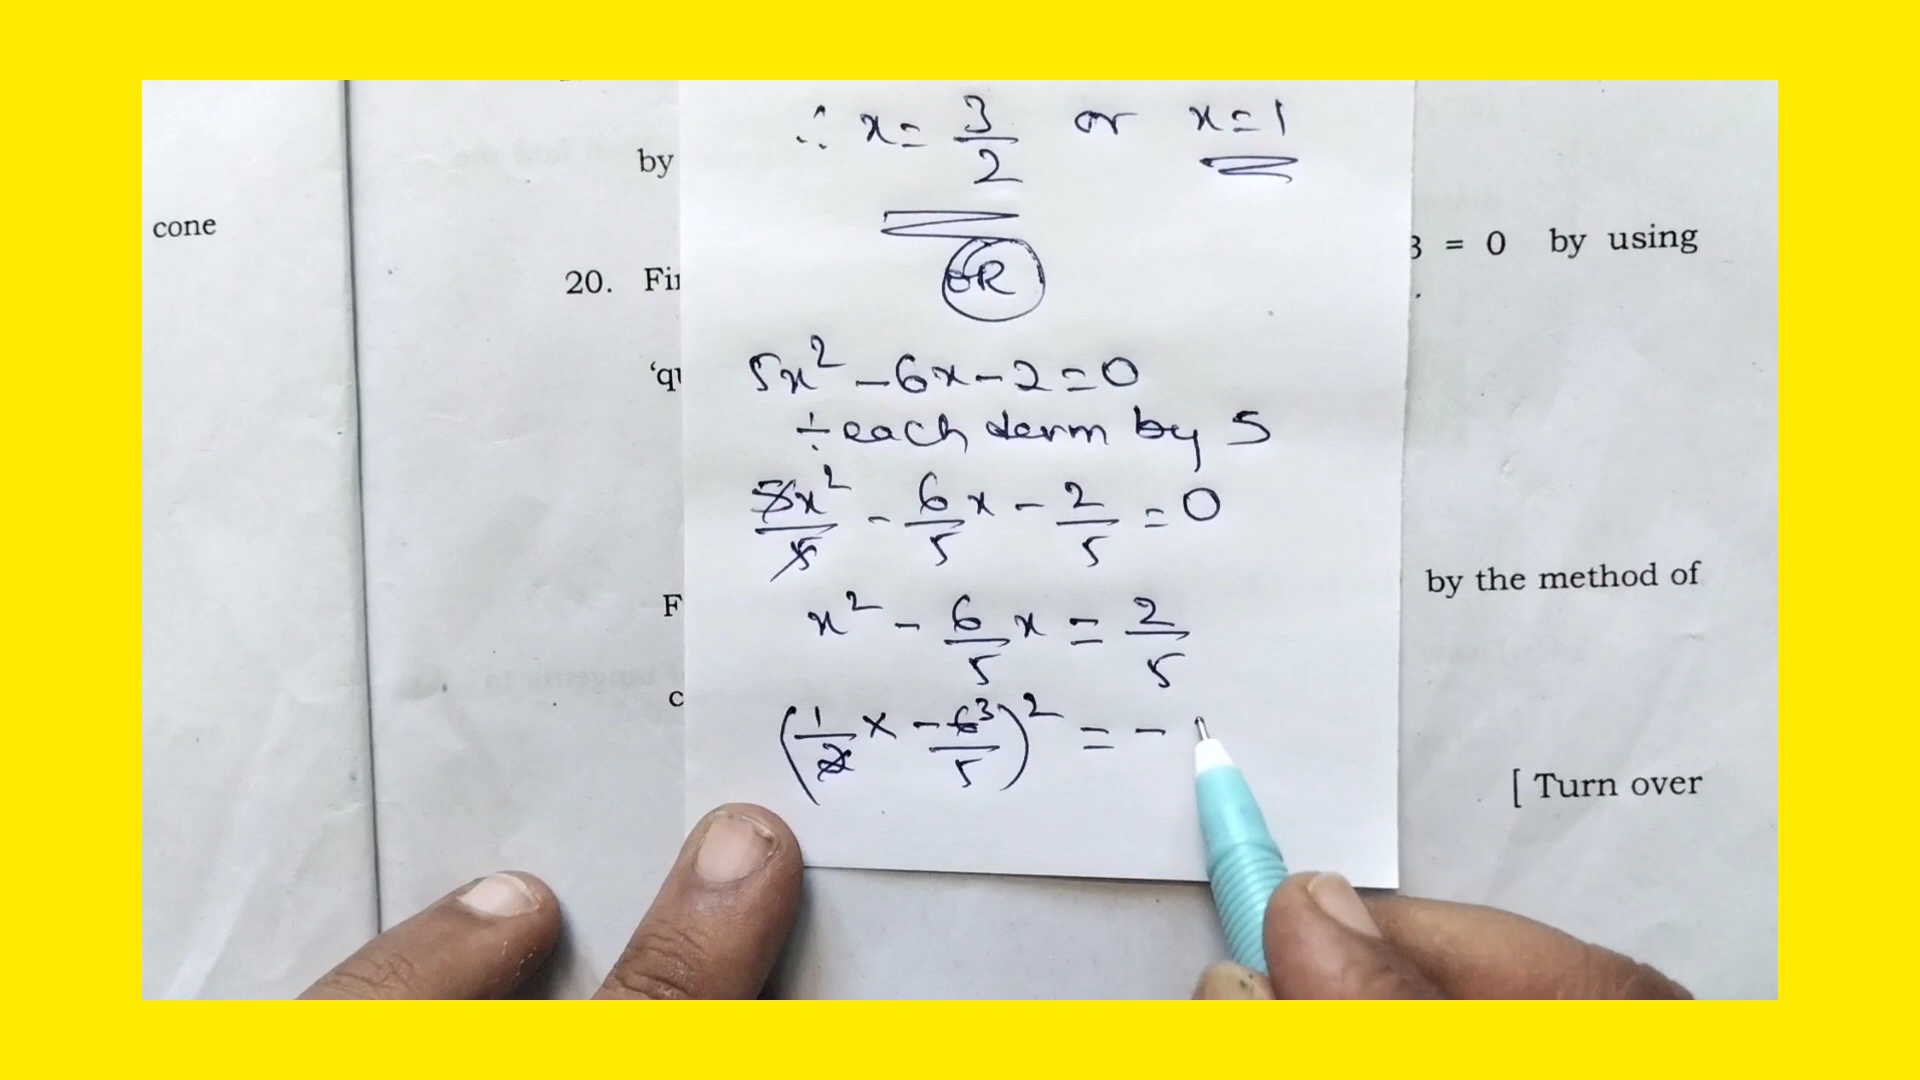 ∴ x = 3/2 or x = 1
by
cone
3 = 0 by using
20. Fi
OR
'q
5x² – 6x – 2 = 0
÷ each term by 5
5x²/5 – 6/5 x – 2/5 = 0
by the method of
F
x² – 6/5 x = 2/5
c
(1/2 × –6³/5)² = –
[ Turn over